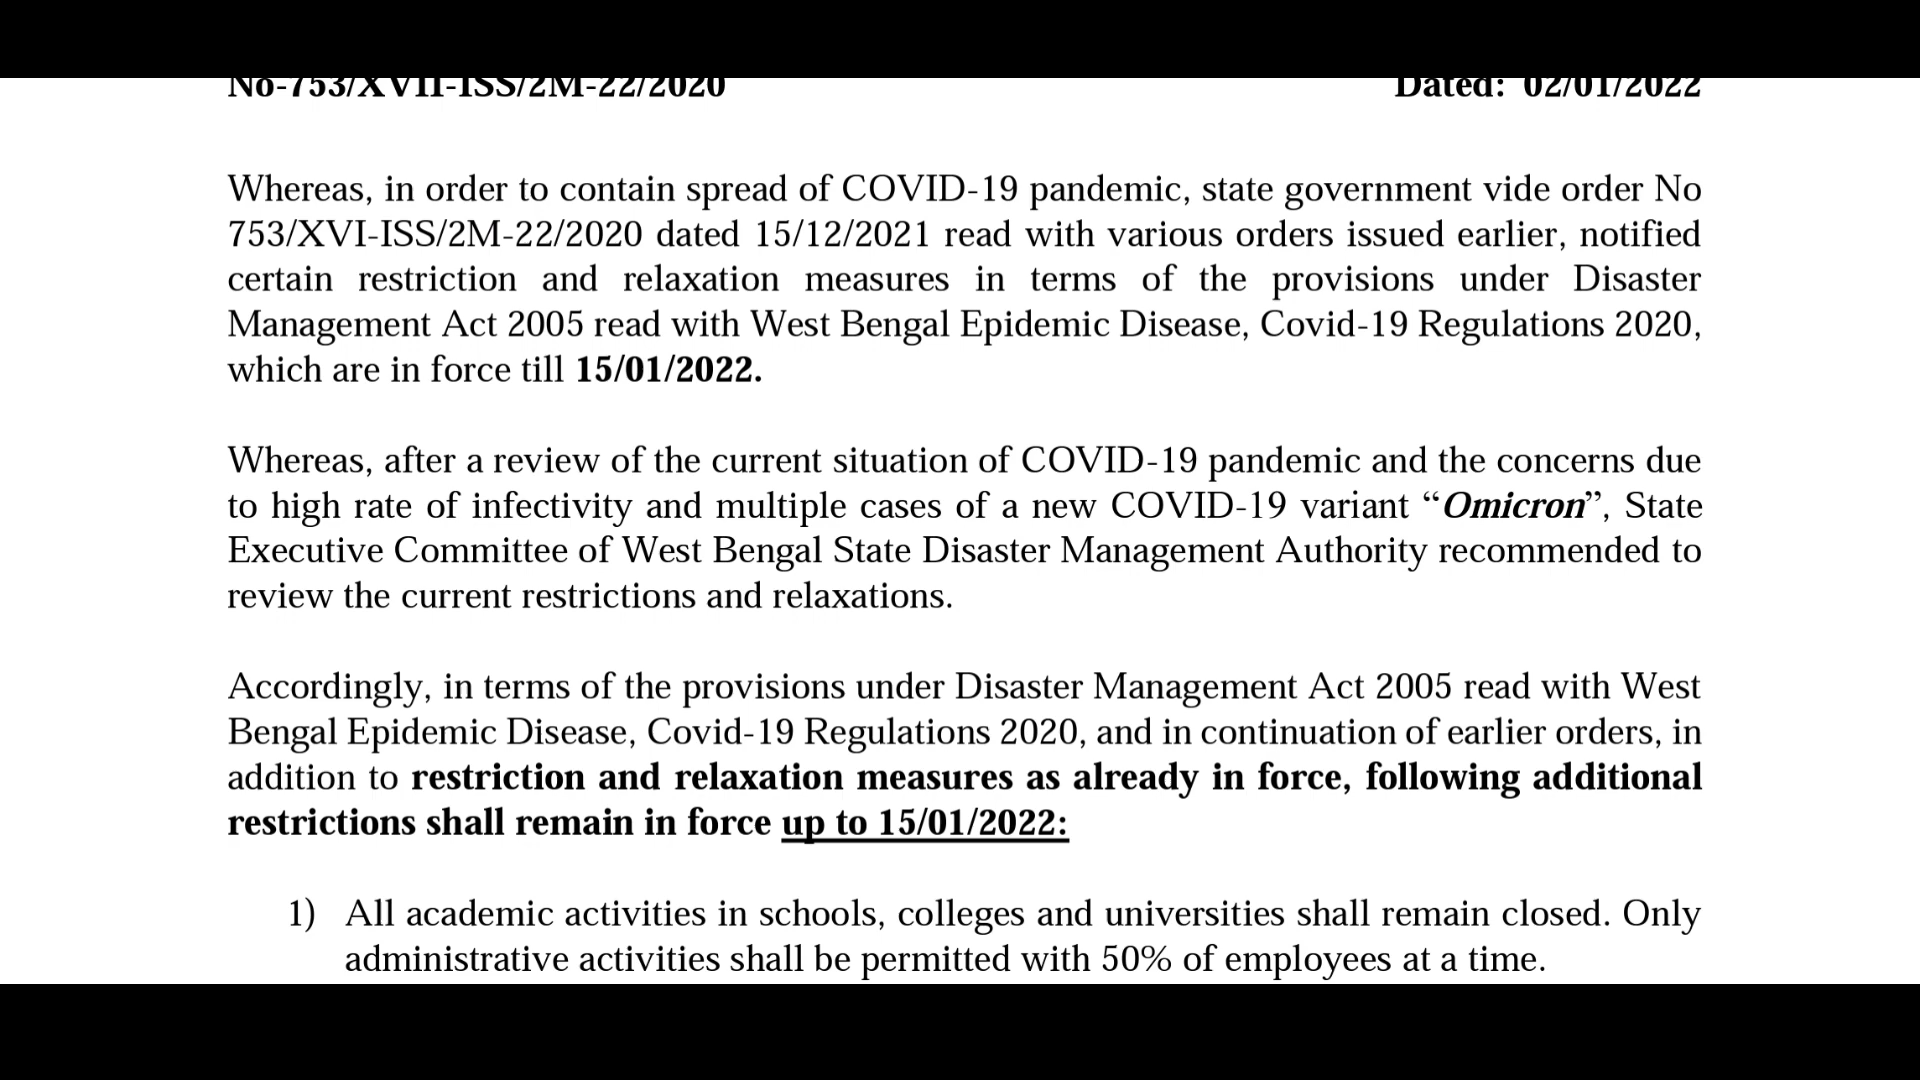 No-753/XVII-ISS/2M-22/2020 Dated: 02/01/2022
Whereas, in order to contain spread of COVID-19 pandemic, state government vide order No
753/XVI-ISS/2M-22/2020 dated 15/12/2021 read with various orders issued earlier, notified
certain restriction and relaxation measures in terms of the provisions under Disaster
Management Act 2005 read with West Bengal Epidemic Disease, Covid-19 Regulations 2020,
which are in force till 15/01/2022.
Whereas, after a review of the current situation of COVID-19 pandemic and the concerns due
to high rate of infectivity and multiple cases of a new COVID-19 variant “Omicron”, State
Executive Committee of West Bengal State Disaster Management Authority recommended to
review the current restrictions and relaxations.
Accordingly, in terms of the provisions under Disaster Management Act 2005 read with West
Bengal Epidemic Disease, Covid-19 Regulations 2020, and in continuation of earlier orders, in
addition to restriction and relaxation measures as already in force, following additional
restrictions shall remain in force up to 15/01/2022:
1) All academic activities in schools, colleges and universities shall remain closed. Only
administrative activities shall be permitted with 50% of employees at a time.